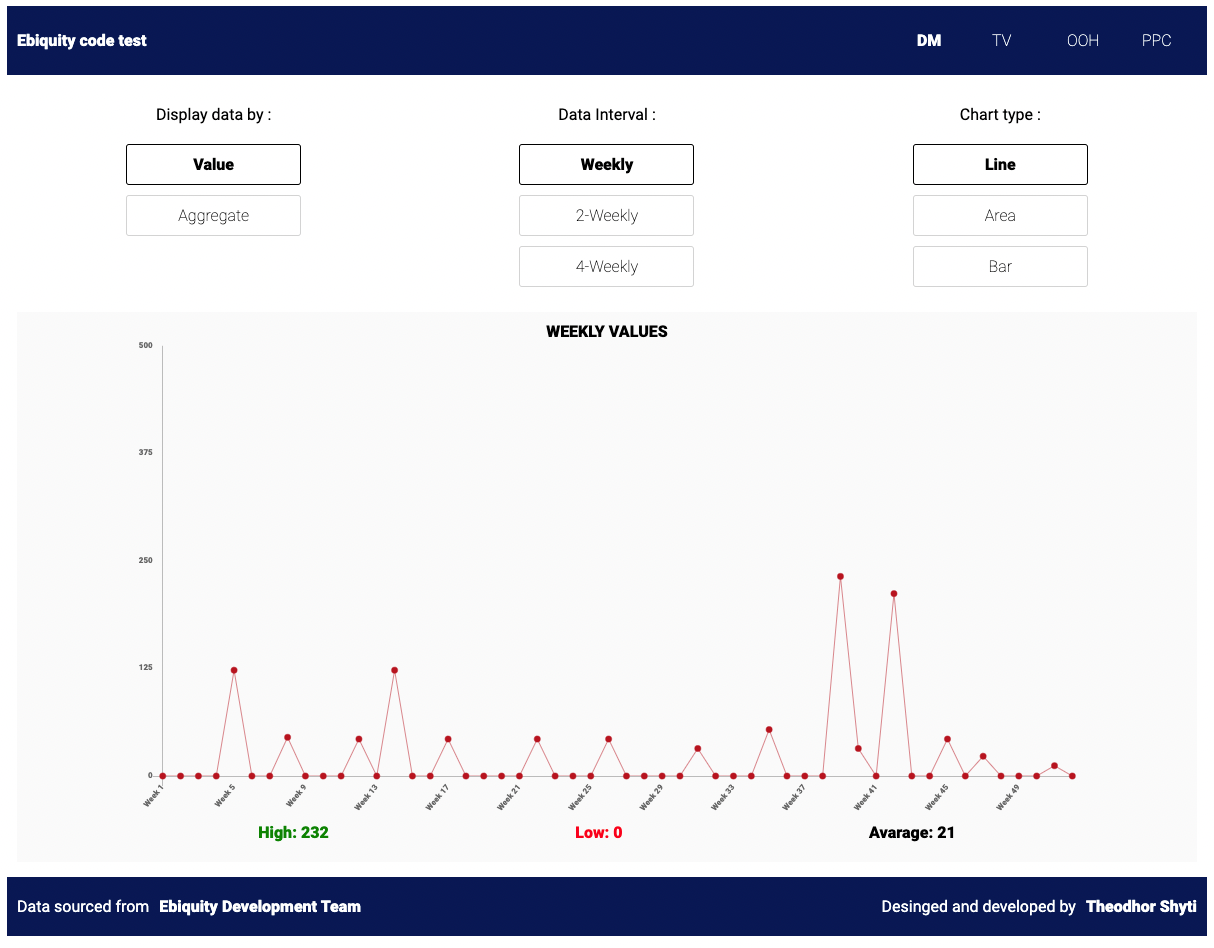 Ebiquity code test
DM TV OOH PPC
Display data by : Data Interval : Chart type :
Value Weekly Line
Aggregate 2-Weekly Area
4-Weekly Bar
WEEKLY VALUES
500
375
250
125
0
Week 1 Week 5 Week 9 Week 13 Week 17 Week 21 Week 25 Week 29 Week 33 Week 37 Week 41 Week 45 Week 49
High: 232 Low: 0 Avarage: 21
Data sourced from Ebiquity Development Team Desinged and developed by Theodhor Shyti